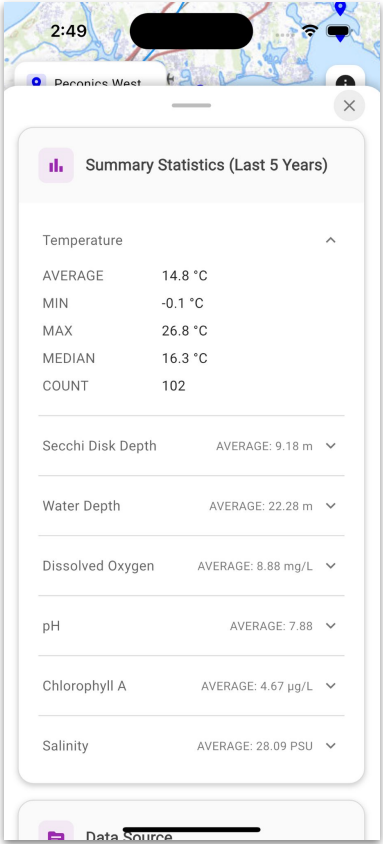 2:49
Peconics West
Summary Statistics (Last 5 Years)
Temperature
AVERAGE 14.8 °C
MIN -0.1 °C
MAX 26.8 °C
MEDIAN 16.3 °C
COUNT 102
Secchi Disk Depth AVERAGE: 9.18 m
Water Depth AVERAGE: 22.28 m
Dissolved Oxygen AVERAGE: 8.88 mg/L
pH AVERAGE: 7.88
Chlorophyll A AVERAGE: 4.67 µg/L
Salinity AVERAGE: 28.09 PSU
Data Source